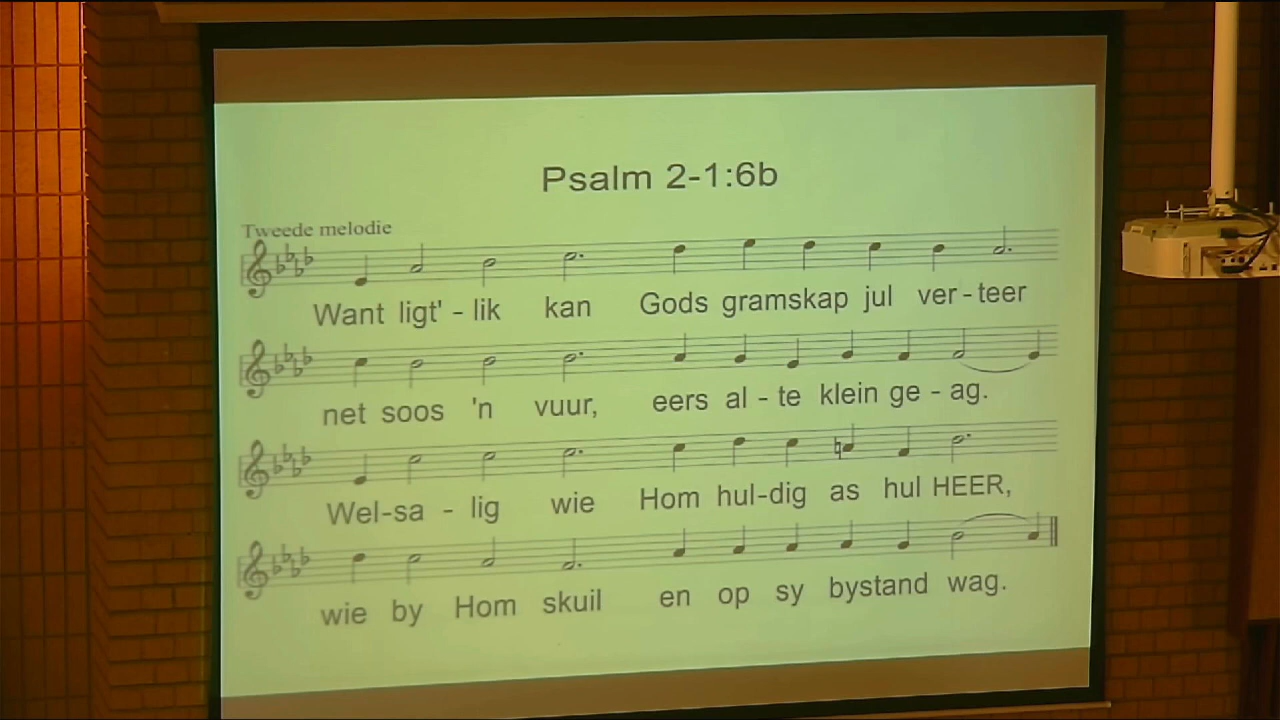 Psalm 2-1:6b
Tweede melodie
Want ligt' - lik kan Gods gramskap jul ver - teer
net soos 'n vuur, eers al - te klein ge - ag.
Wel-sa - lig wie Hom hul-dig as hul HEER,
wie by Hom skuil en op sy bystand wag.